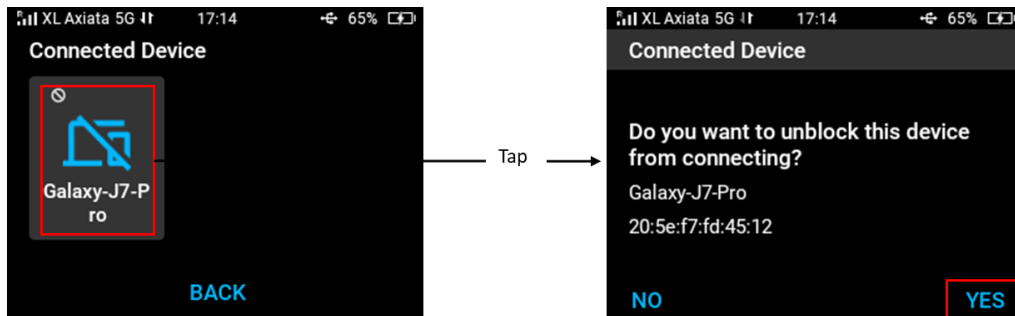 XL Axiata 5G 17:14 65%
Connected Device
Galaxy-J7-P
ro
BACK
Tap
XL Axiata 5G 17:14 65%
Connected Device
Do you want to unblock this device
from connecting?
Galaxy-J7-Pro
20:5e:f7:fd:45:12
NO YES